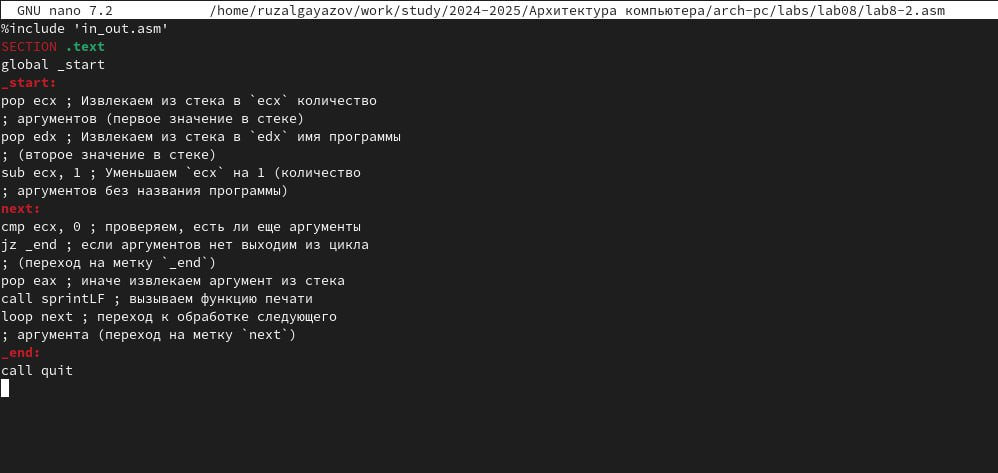 GNU nano 7.2 /home/ruzalgayazov/work/study/2024-2025/Архитектура компьютера/arch-pc/labs/lab08/lab8-2.asm
%include 'in_out.asm'
SECTION .text
global _start
_start:
pop ecx ; Извлекаем из стека в `ecx` количество
; аргументов (первое значение в стеке)
pop edx ; Извлекаем из стека в `edx` имя программы
; (второе значение в стеке)
sub ecx, 1 ; Уменьшаем `ecx` на 1 (количество
; аргументов без названия программы)
next:
cmp ecx, 0 ; проверяем, есть ли еще аргументы
jz _end ; если аргументов нет выходим из цикла
; (переход на метку `_end`)
pop eax ; иначе извлекаем аргумент из стека
call sprintLF ; вызываем функцию печати
loop next ; переход к обработке следующего
; аргумента (переход на метку `next`)
_end:
call quit